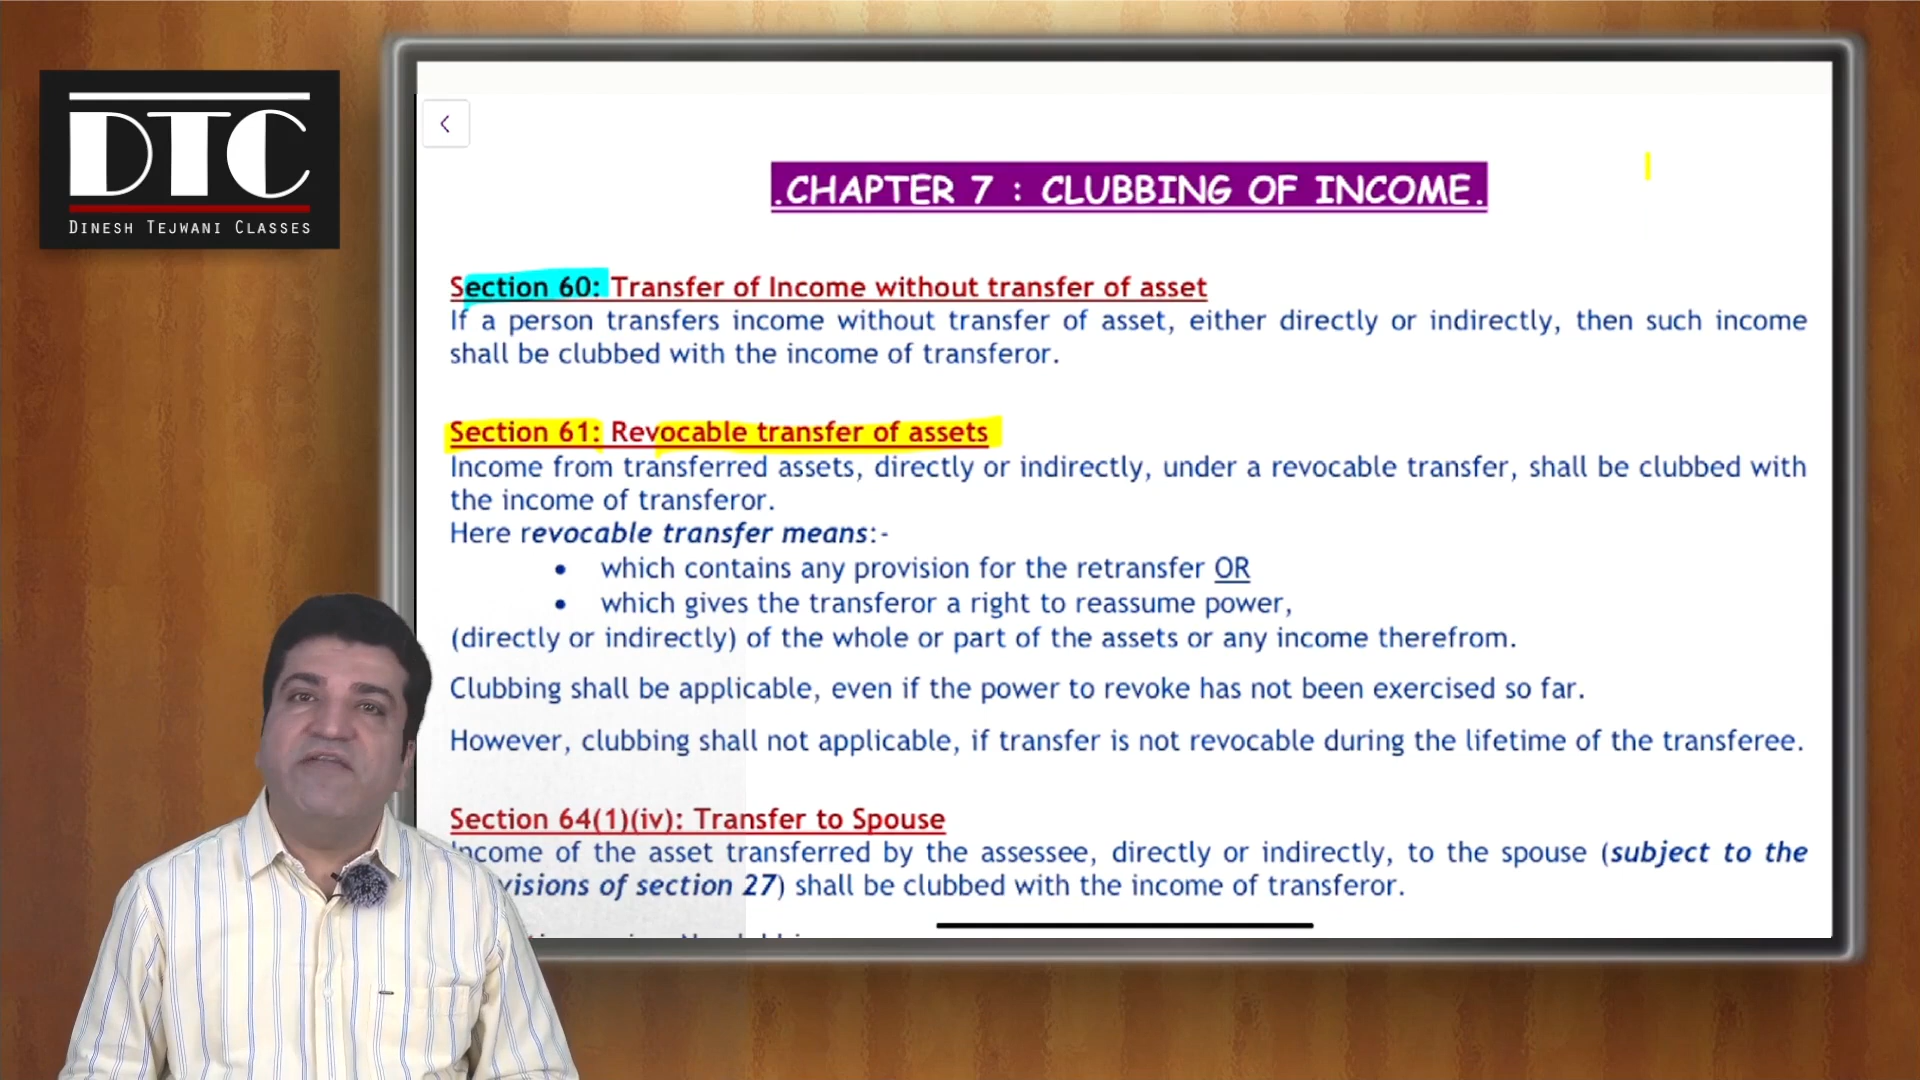 DTC
DINESH TEJWANI CLASSES
.CHAPTER 7 : CLUBBING OF INCOME.
Section 60: Transfer of Income without transfer of asset
If a person transfers income without transfer of asset, either directly or indirectly, then such income
shall be clubbed with the income of transferor.
Section 61: Revocable transfer of assets
Income from transferred assets, directly or indirectly, under a revocable transfer, shall be clubbed with
the income of transferor.
Here revocable transfer means:-
• which contains any provision for the retransfer OR
• which gives the transferor a right to reassume power,
(directly or indirectly) of the whole or part of the assets or any income therefrom.
Clubbing shall be applicable, even if the power to revoke has not been exercised so far.
However, clubbing shall not applicable, if transfer is not revocable during the lifetime of the transferee.
Section 64(1)(iv): Transfer to Spouse
Income of the asset transferred by the assessee, directly or indirectly, to the spouse (subject to the
visions of section 27) shall be clubbed with the income of transferor.